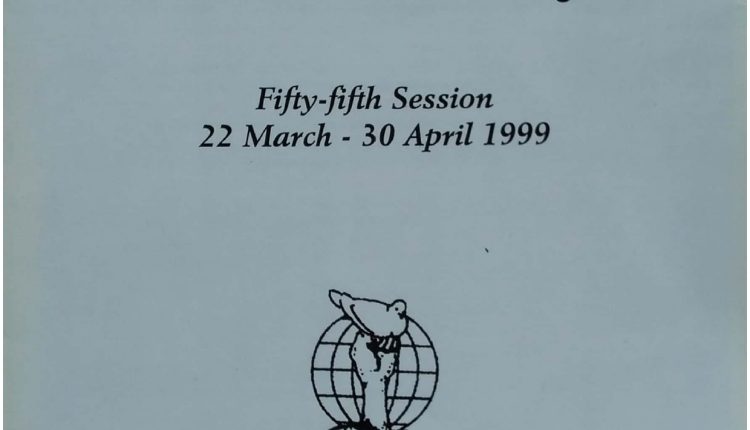 Fifty-fifth Session
22 March - 30 April 1999